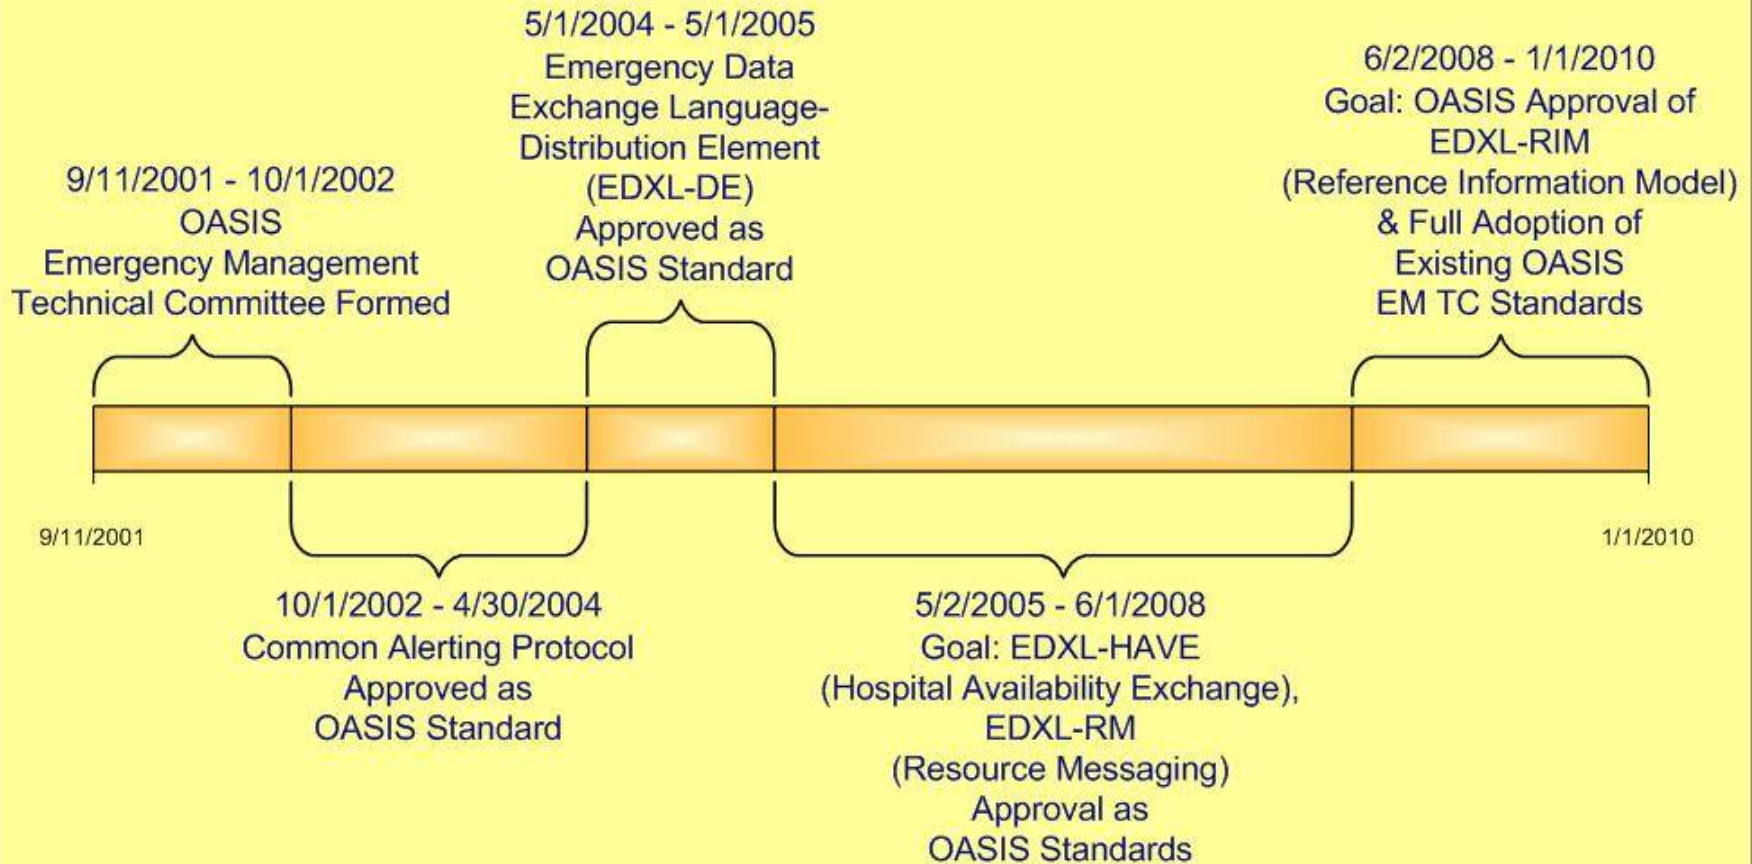 5/1/2004 - 5/1/2005
Emergency Data
Exchange Language-
Distribution Element
(EDXL-DE)
Approved as
OASIS Standard
6/2/2008 - 1/1/2010
Goal: OASIS Approval of
EDXL-RIM
(Reference Information Model)
& Full Adoption of
Existing OASIS
EM TC Standards
9/11/2001 - 10/1/2002
OASIS
Emergency Management
Technical Committee Formed
9/11/2001
1/1/2010
10/1/2002 - 4/30/2004
Common Alerting Protocol
Approved as
OASIS Standard
5/2/2005 - 6/1/2008
Goal: EDXL-HAVE
(Hospital Availability Exchange),
EDXL-RM
(Resource Messaging)
Approval as
OASIS Standards